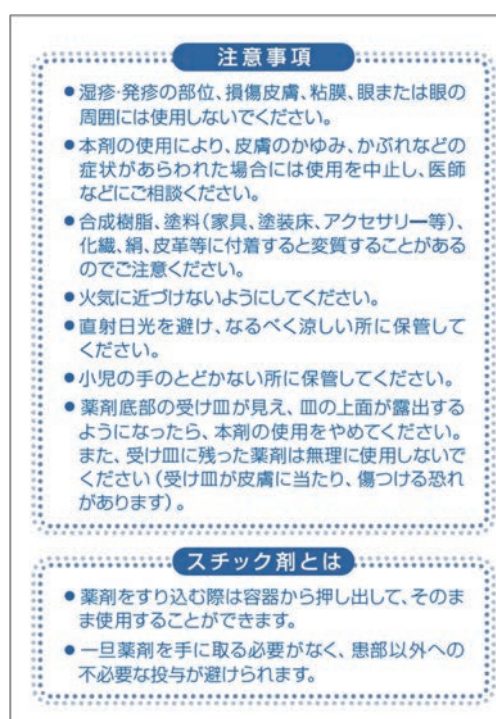 注意事項
●湿疹・発疹の部位、損傷皮膚、粘膜、眼または眼の
周囲には使用しないでください。
●本剤の使用により、皮膚のかゆみ、かぶれなどの
症状があらわれた場合には使用を中止し、医師
などにご相談ください。
●合成樹脂、塗料(家具、塗装床、アクセサリー等)、
化繊、絹、皮革等に付着すると変質することがある
のでご注意ください。
●火気に近づけないようにしてください。
●直射日光を避け、なるべく涼しい所に保管して
ください。
●小児の手のとどかない所に保管してください。
●薬剤底部の受け皿が見え、皿の上面が露出する
ようになったら、本剤の使用をやめてください。
また、受け皿に残った薬剤は無理に使用しないで
ください(受け皿が皮膚に当たり、傷つける恐れ
があります)。
スチック剤とは
●薬剤をすり込む際は容器から押し出して、そのま
ま使用することができます。
●一旦薬剤を手に取る必要がなく、患部以外への
不必要な投与が避けられます。